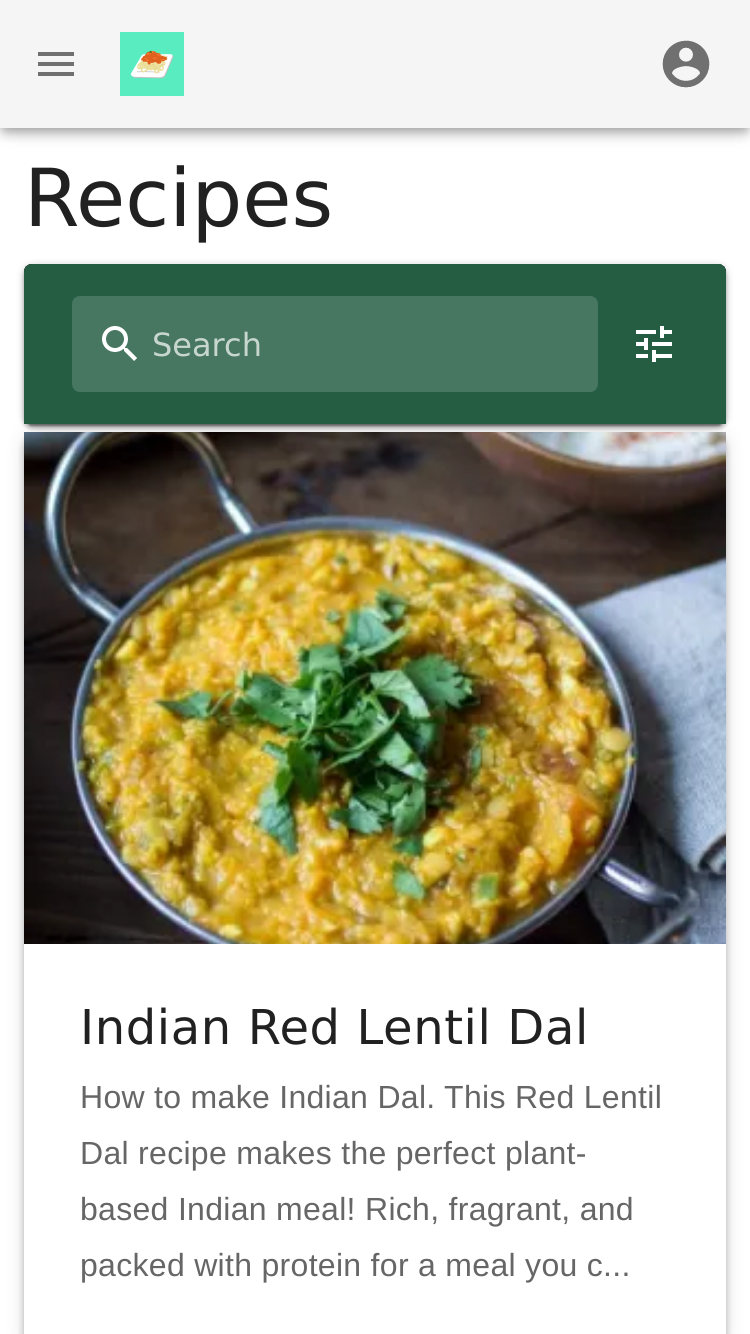 Recipes
Search
Indian Red Lentil Dal
How to make Indian Dal. This Red Lentil
Dal recipe makes the perfect plant-
based Indian meal! Rich, fragrant, and
packed with protein for a meal you c...